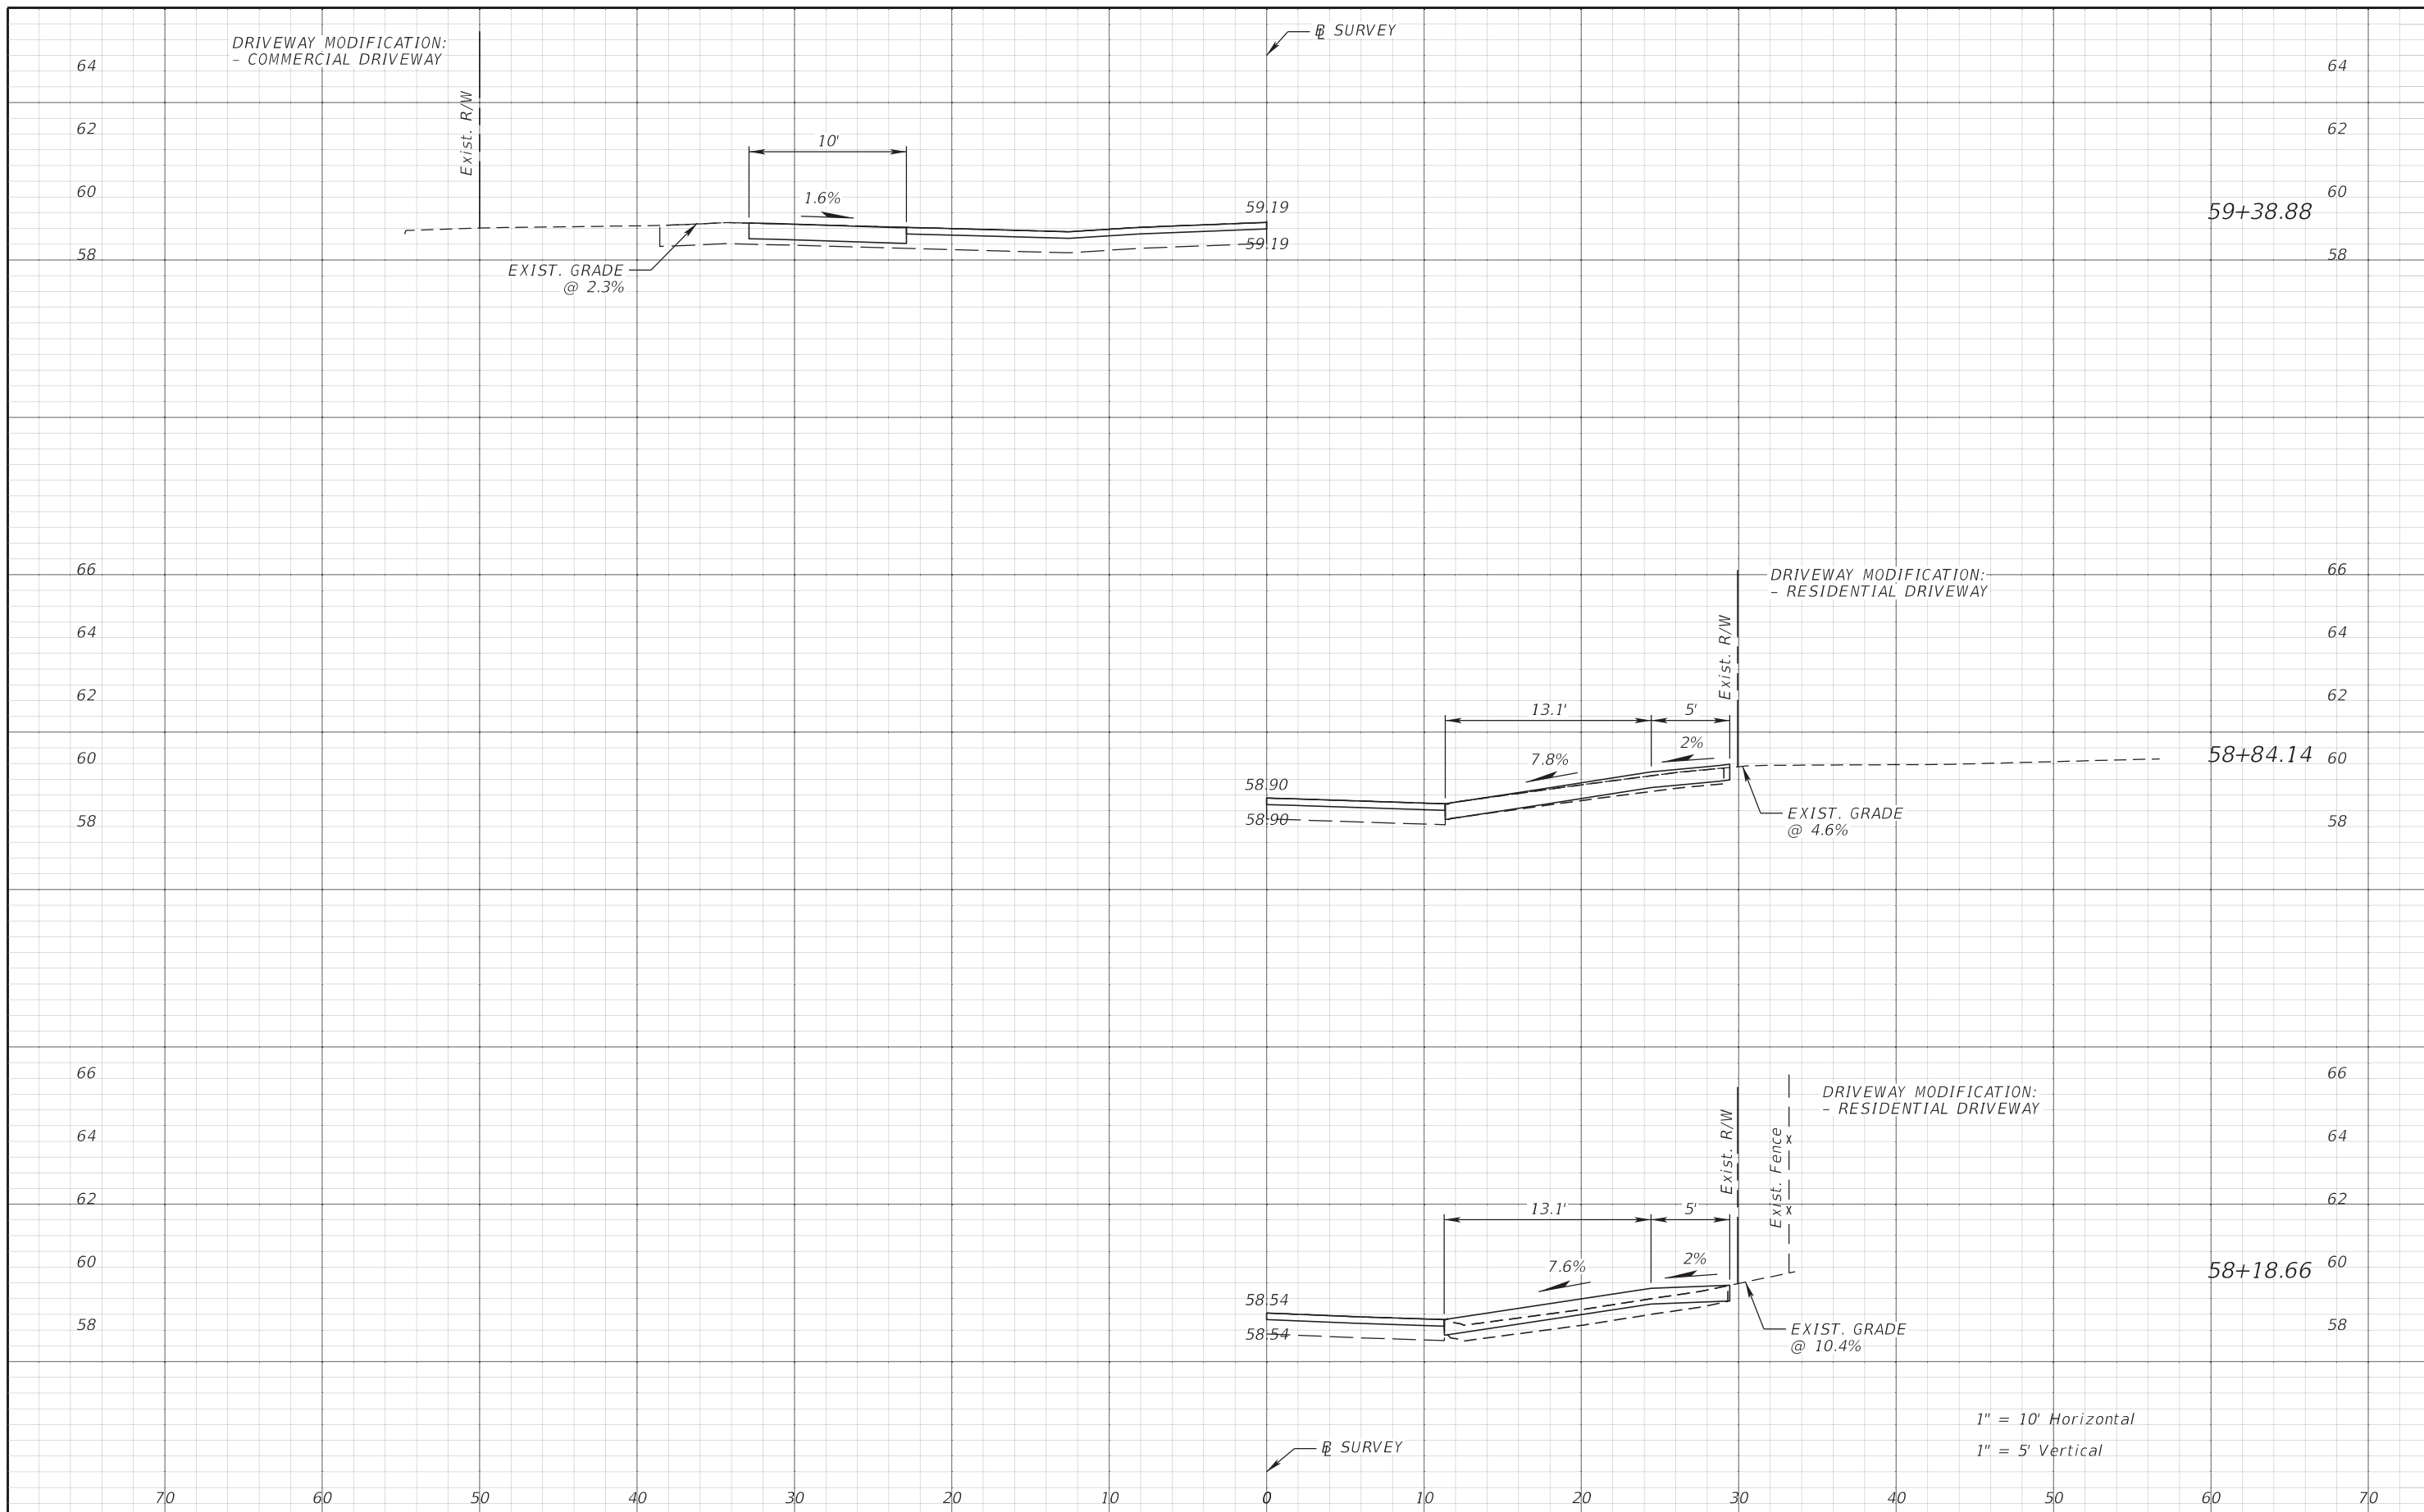 DRIVEWAY MODIFICATION:
- COMMERCIAL DRIVEWAY
℄ SURVEY
64
64
Exist. R/W
62
62
10'
1.6%
60
60
59.19
59+38.88
59.19
58
58
EXIST. GRADE
@ 2.3%
66
66
DRIVEWAY MODIFICATION:
- RESIDENTIAL DRIVEWAY
64
64
Exist. R/W
62
62
13.1'
5'
2%
7.8%
60
58+84.14
60
58.90
58.90
58
58
EXIST. GRADE
@ 4.6%
66
66
DRIVEWAY MODIFICATION:
- RESIDENTIAL DRIVEWAY
64
64
Exist. R/W
Exist. Fence
x
x
62
62
13.1'
5'
2%
7.6%
60
60
58+18.66
58.54
58.54
58
58
EXIST. GRADE
@ 10.4%
1" = 10' Horizontal
1" = 5' Vertical
℄ SURVEY
70 60 50 40 30 20 10 0 10 20 30 40 50 60 70